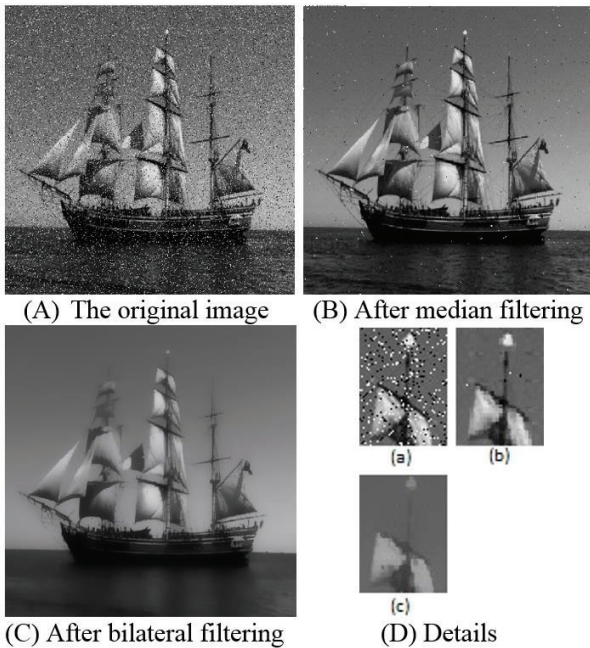 (A) The original image
(B) After median filtering
(a)
(b)
(c)
(C) After bilateral filtering
(D) Details